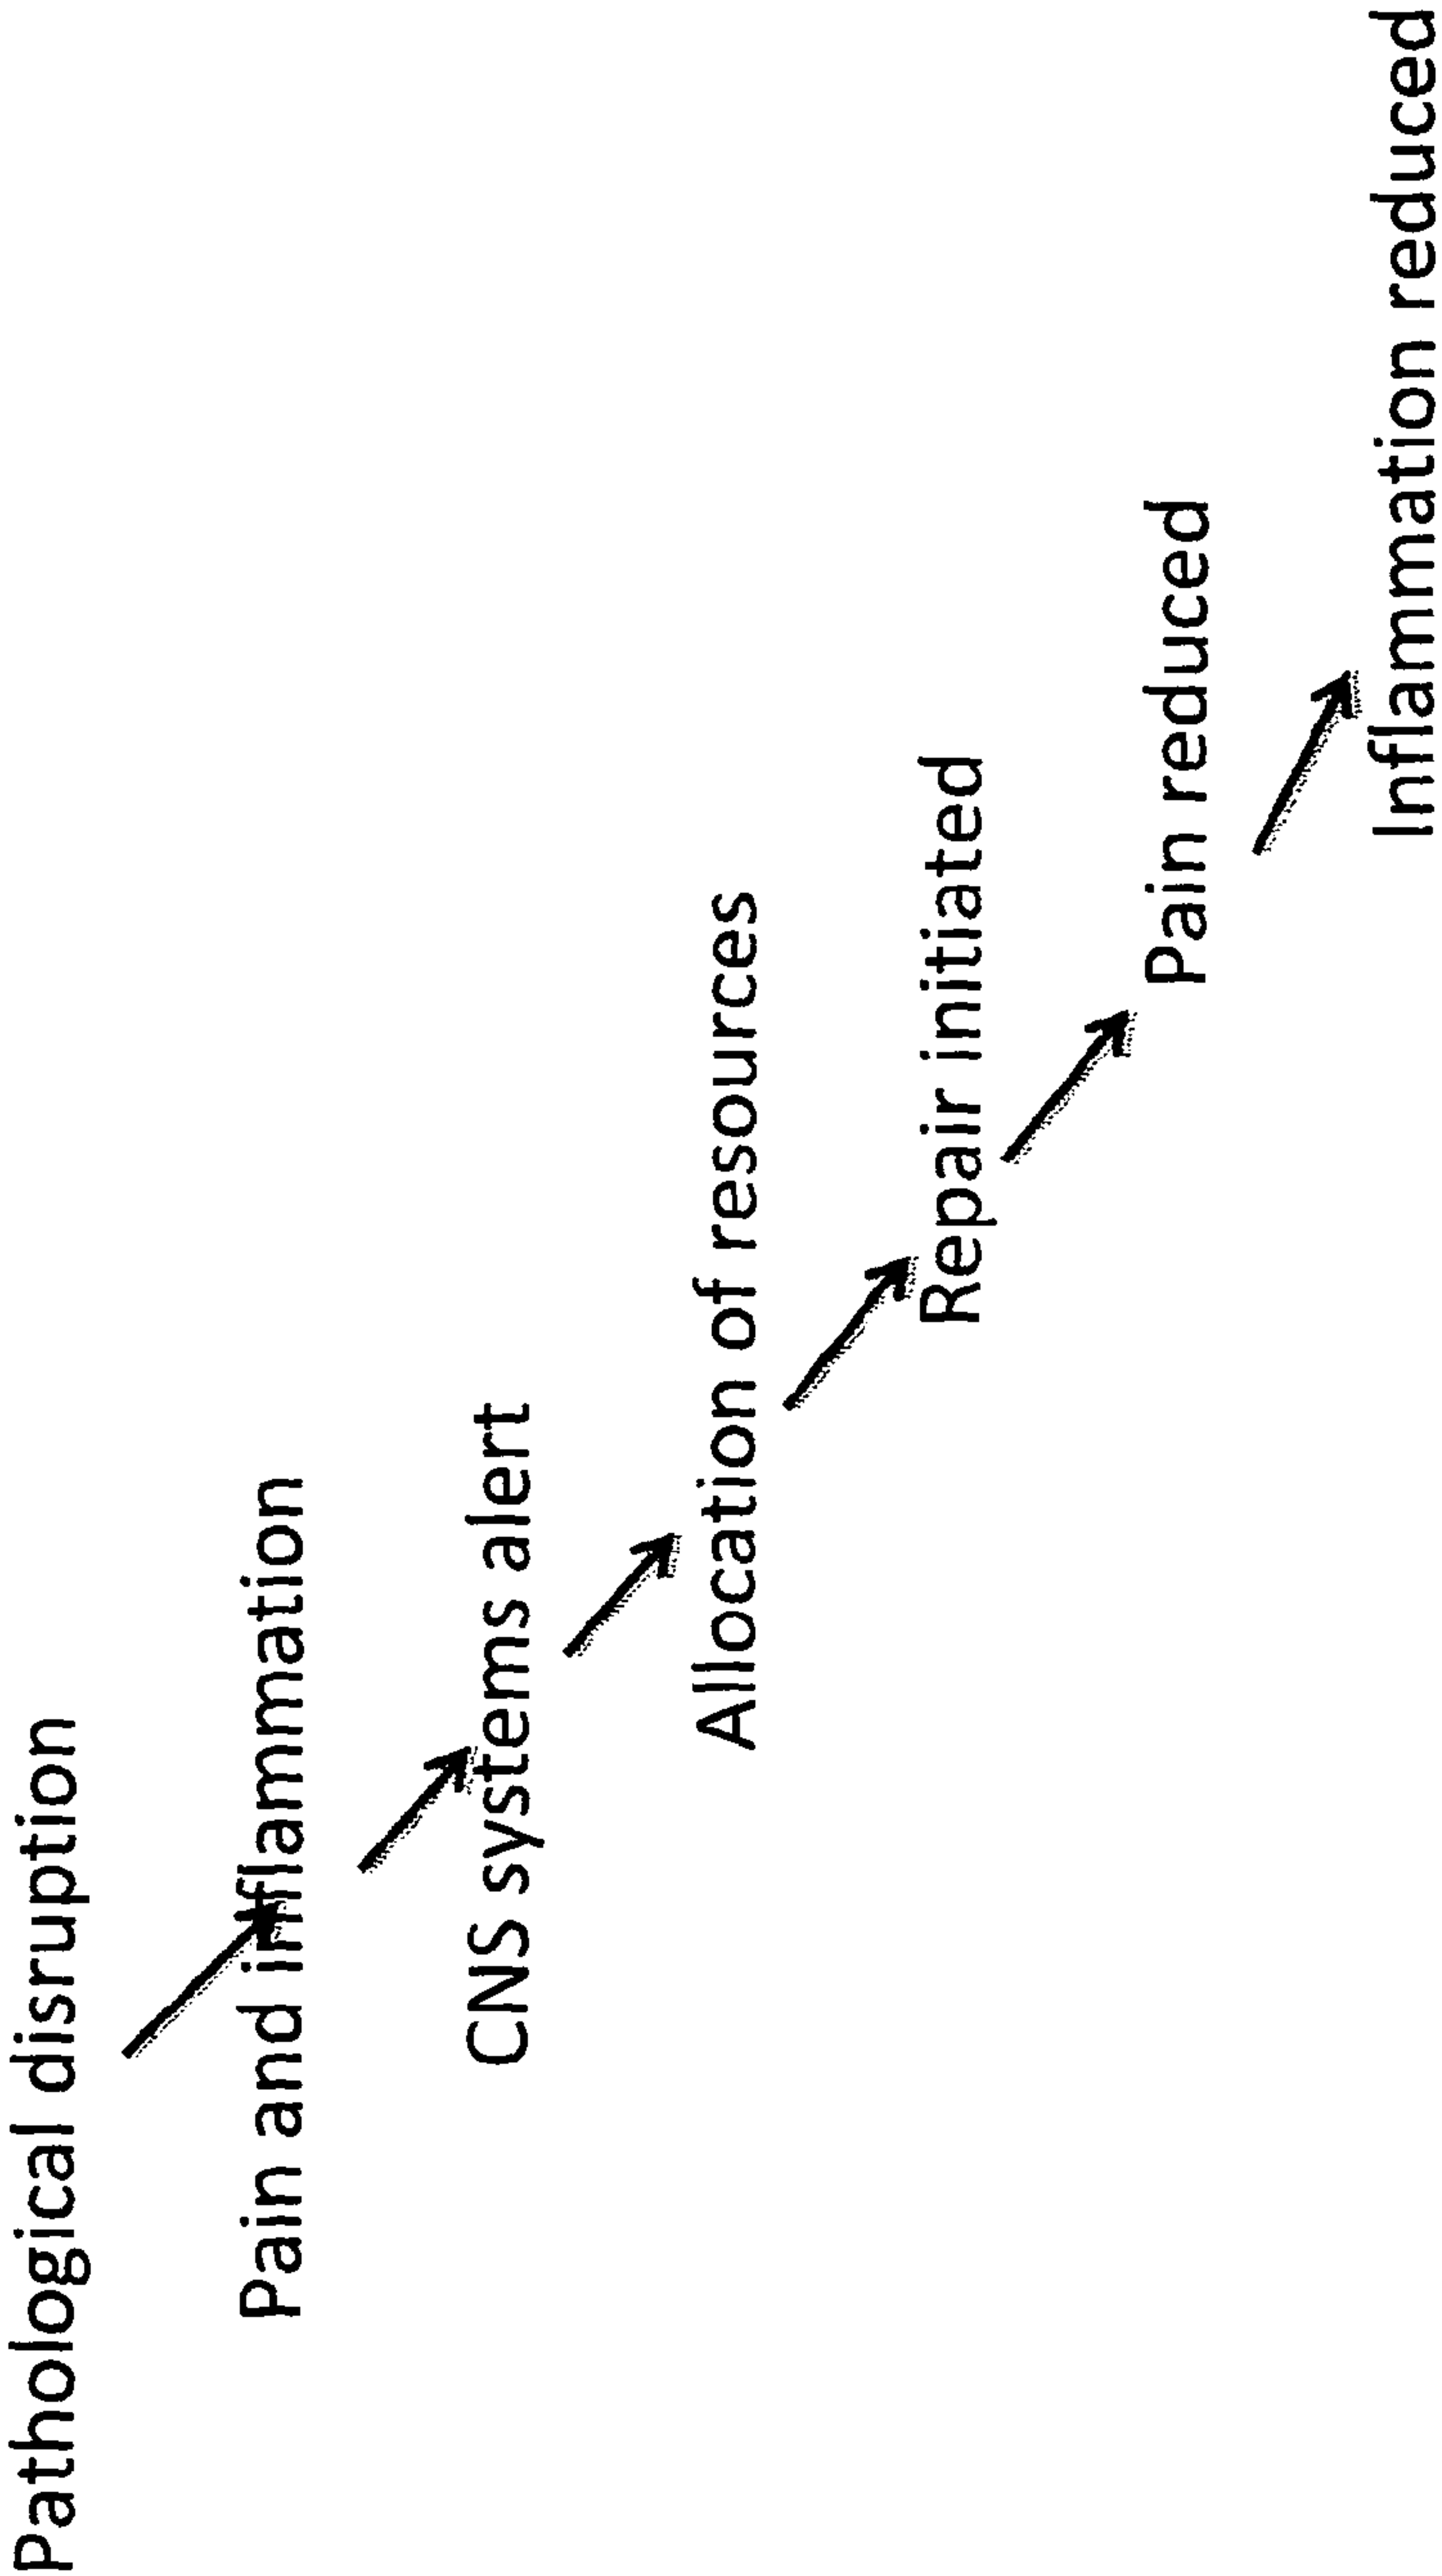 Pathological disruption
Pain and inflammation
CNS systems alert
Allocation of resources
Repair initiated
Pain reduced
Inflammation reduced